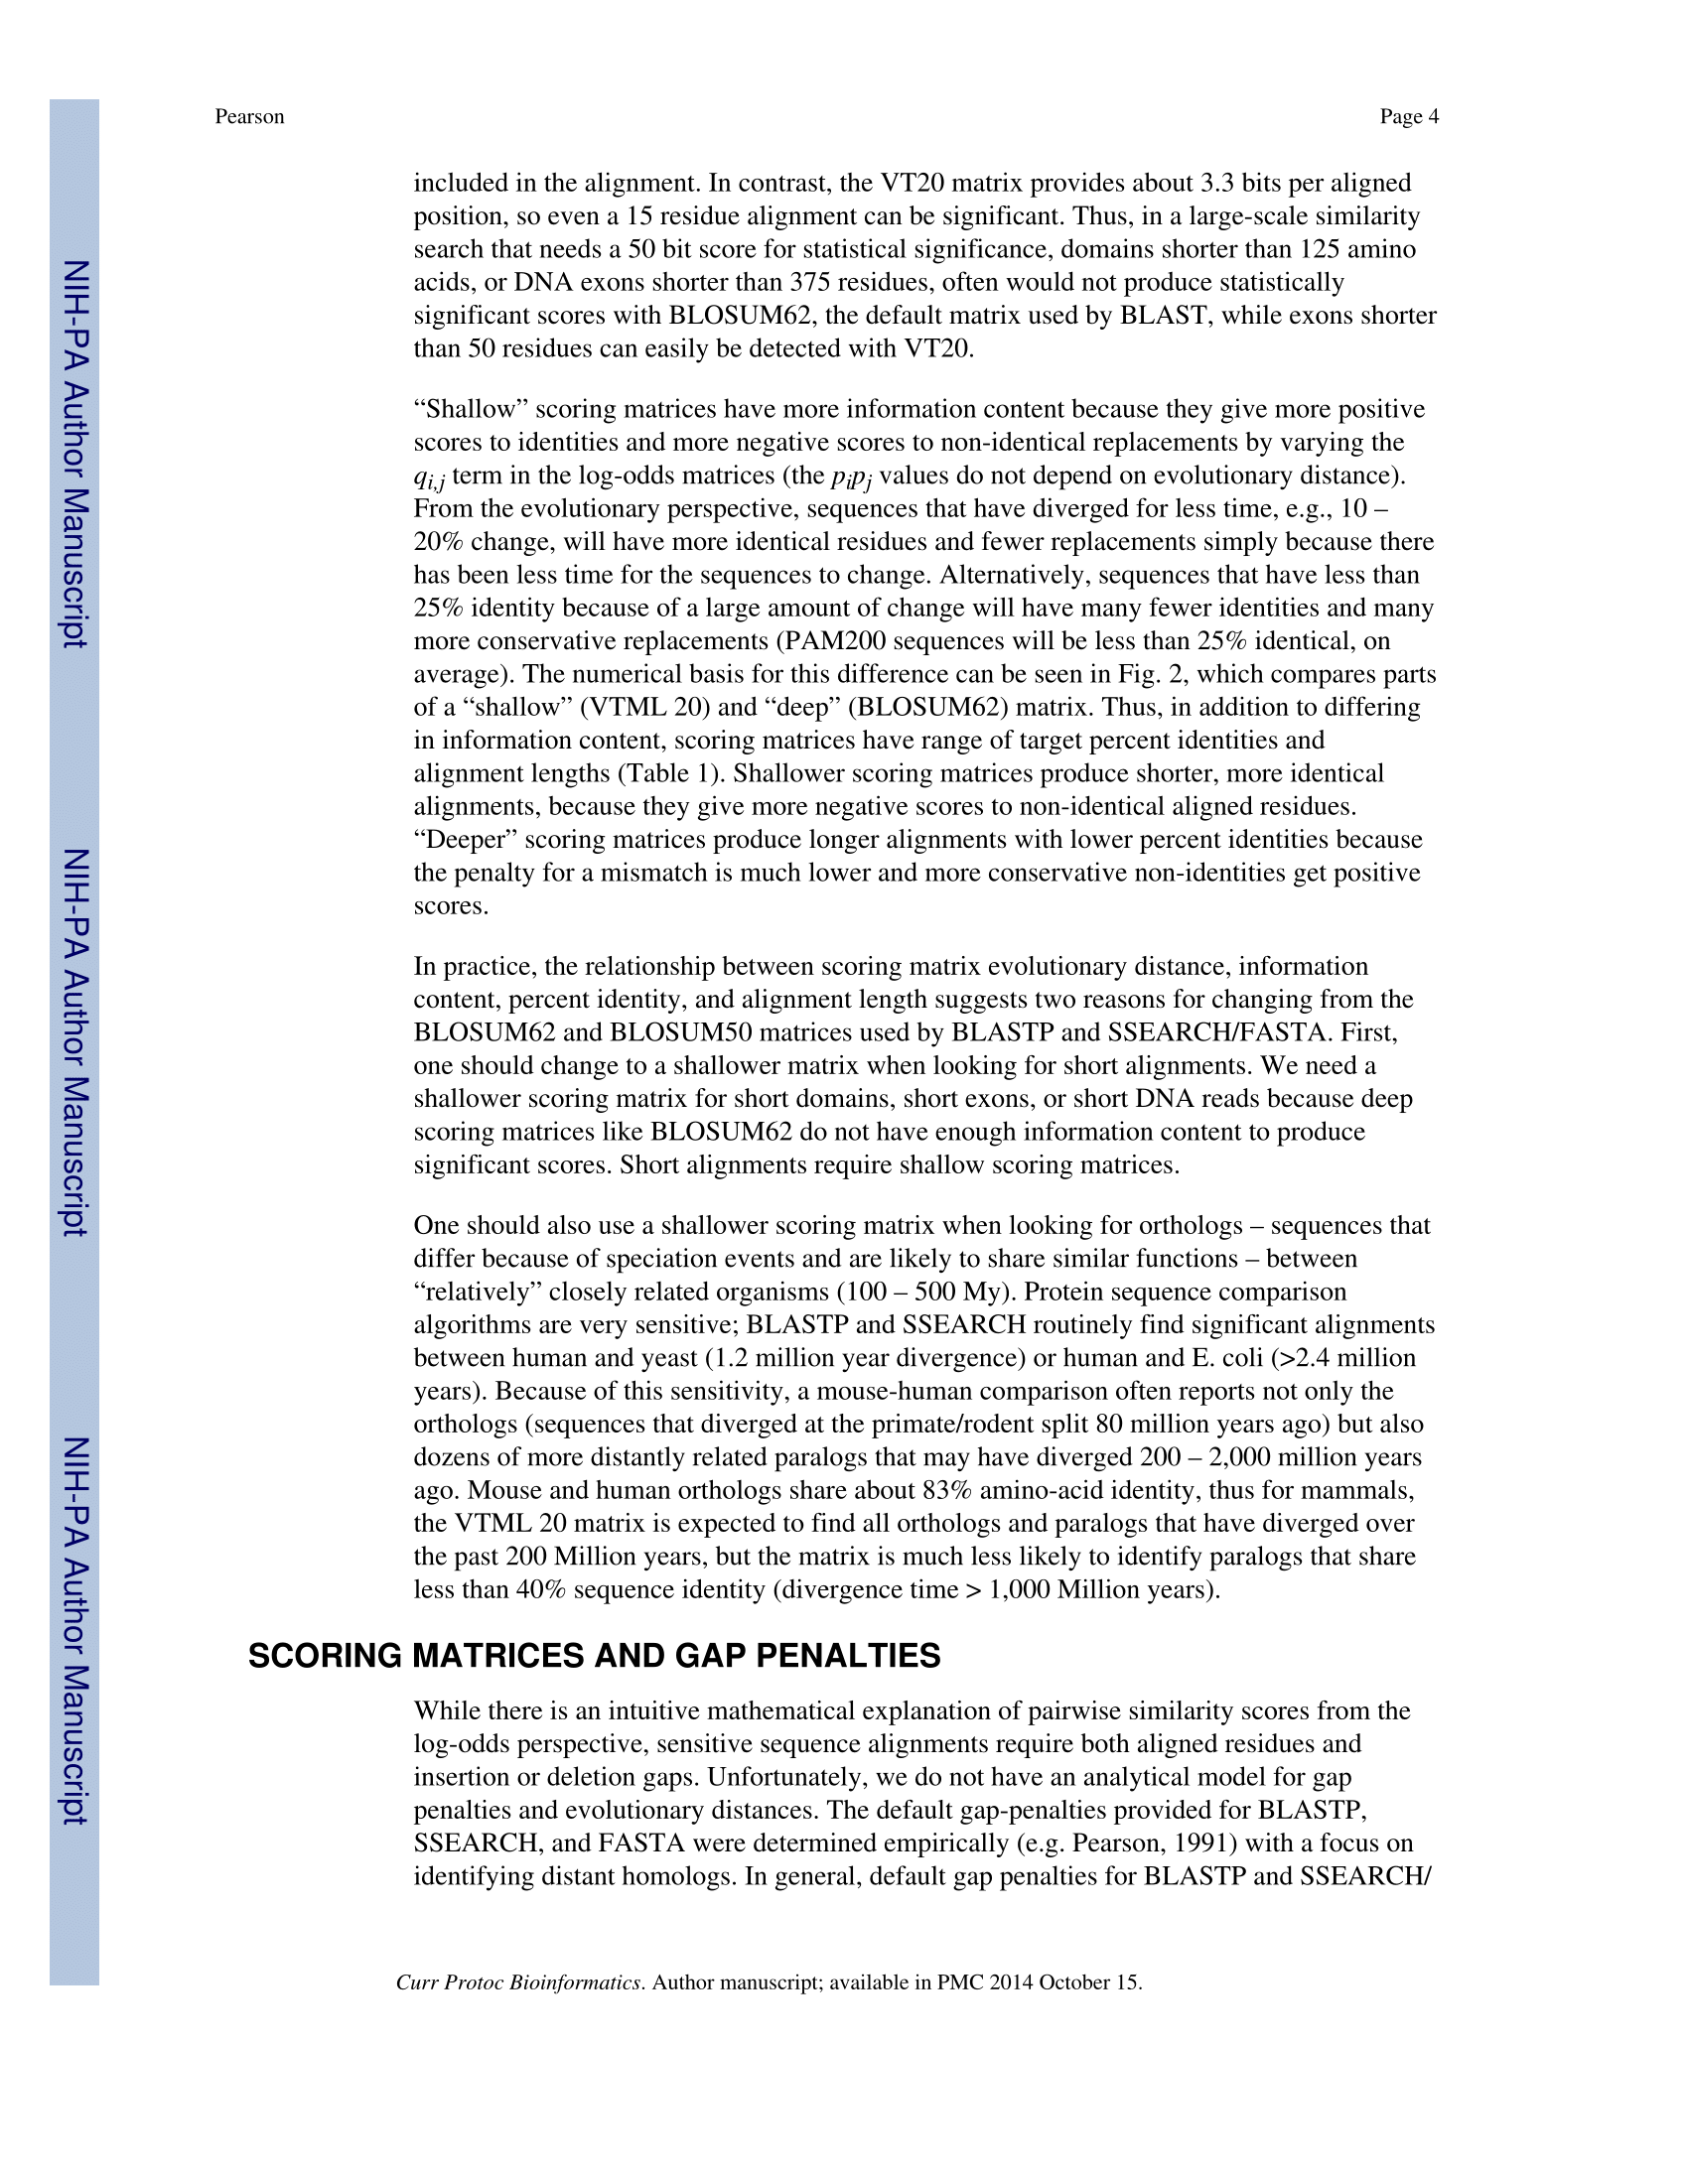 Pearson
Page 4
included in the alignment. In contrast, the VT20 matrix provides about 3.3 bits per aligned
position, so even a 15 residue alignment can be significant. Thus, in a large-scale similarity
search that needs a 50 bit score for statistical significance, domains shorter than 125 amino
acids, or DNA exons shorter than 375 residues, often would not produce statistically
significant scores with BLOSUM62, the default matrix used by BLAST, while exons shorter
than 50 residues can easily be detected with VT20.
“Shallow” scoring matrices have more information content because they give more positive
scores to identities and more negative scores to non-identical replacements by varying the
qi,j term in the log-odds matrices (the pipj values do not depend on evolutionary distance).
From the evolutionary perspective, sequences that have diverged for less time, e.g., 10 –
20% change, will have more identical residues and fewer replacements simply because there
has been less time for the sequences to change. Alternatively, sequences that have less than
25% identity because of a large amount of change will have many fewer identities and many
more conservative replacements (PAM200 sequences will be less than 25% identical, on
average). The numerical basis for this difference can be seen in Fig. 2, which compares parts
of a “shallow” (VTML 20) and “deep” (BLOSUM62) matrix. Thus, in addition to differing
in information content, scoring matrices have range of target percent identities and
alignment lengths (Table 1). Shallower scoring matrices produce shorter, more identical
alignments, because they give more negative scores to non-identical aligned residues.
“Deeper” scoring matrices produce longer alignments with lower percent identities because
the penalty for a mismatch is much lower and more conservative non-identities get positive
scores.
In practice, the relationship between scoring matrix evolutionary distance, information
content, percent identity, and alignment length suggests two reasons for changing from the
BLOSUM62 and BLOSUM50 matrices used by BLASTP and SSEARCH/FASTA. First,
one should change to a shallower matrix when looking for short alignments. We need a
shallower scoring matrix for short domains, short exons, or short DNA reads because deep
scoring matrices like BLOSUM62 do not have enough information content to produce
significant scores. Short alignments require shallow scoring matrices.
One should also use a shallower scoring matrix when looking for orthologs – sequences that
differ because of speciation events and are likely to share similar functions – between
“relatively” closely related organisms (100 – 500 My). Protein sequence comparison
algorithms are very sensitive; BLASTP and SSEARCH routinely find significant alignments
between human and yeast (1.2 million year divergence) or human and E. coli (>2.4 million
years). Because of this sensitivity, a mouse-human comparison often reports not only the
orthologs (sequences that diverged at the primate/rodent split 80 million years ago) but also
dozens of more distantly related paralogs that may have diverged 200 – 2,000 million years
ago. Mouse and human orthologs share about 83% amino-acid identity, thus for mammals,
the VTML 20 matrix is expected to find all orthologs and paralogs that have diverged over
the past 200 Million years, but the matrix is much less likely to identify paralogs that share
less than 40% sequence identity (divergence time > 1,000 Million years).
SCORING MATRICES AND GAP PENALTIES
While there is an intuitive mathematical explanation of pairwise similarity scores from the
log-odds perspective, sensitive sequence alignments require both aligned residues and
insertion or deletion gaps. Unfortunately, we do not have an analytical model for gap
penalties and evolutionary distances. The default gap-penalties provided for BLASTP,
SSEARCH, and FASTA were determined empirically (e.g. Pearson, 1991) with a focus on
identifying distant homologs. In general, default gap penalties for BLASTP and SSEARCH/
Curr Protoc Bioinformatics. Author manuscript; available in PMC 2014 October 15.
NIH-PA Author Manuscript
NIH-PA Author Manuscript
NIH-PA Author Manuscript